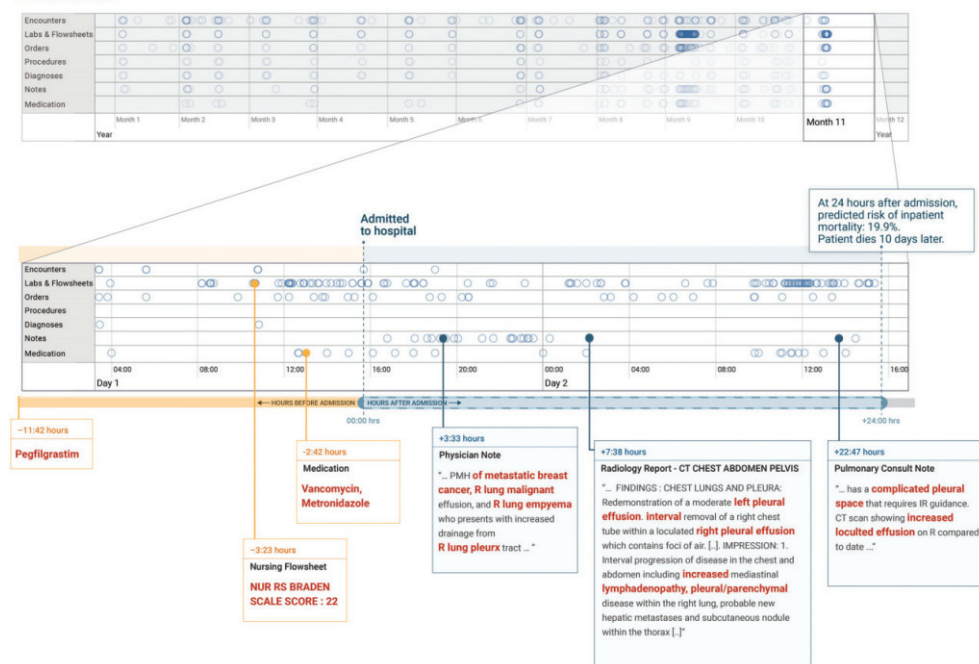 Encounters
Labs & Flowsheets
Orders
Procedures
Diagnoses
Notes
Medication
Month 1 Month 2 Month 3 Month 4 Month 5 Month 6 Month 7 Month 8 Month 9 Month 10 Month 11 Month 12
Year Year
At 24 hours after admission,
predicted risk of inpatient
mortality: 19.9%.
Patient dies 10 days later.
Admitted
to hospital
Encounters
Labs & Flowsheets
Orders
Procedures
Diagnoses
Notes
Medication
04:00 08:00 12:00 16:00 20:00 00:00 04:00 08:00 12:00 16:00
Day 1 Day 2
HOURS BEFORE ADMISSION HOURS AFTER ADMISSION
00:00 hrs +24:00 hrs
−11:42 hours
Pegfilgrastim
-2:42 hours
Medication
Vancomycin,
Metronidazole
−3:23 hours
Nursing Flowsheet
NUR RS BRADEN
SCALE SCORE : 22
+3:33 hours
Physician Note
"... PMH of metastatic breast
cancer, R lung malignant
effusion, and R lung empyema
who presents with increased
drainage from
R lung pleurx tract ... "
+7:38 hours
Radiology Report - CT CHEST ABDOMEN PELVIS
"... FINDINGS : CHEST LUNGS AND PLEURA:
Redemonstration of a moderate left pleural
effusion. interval removal of a right chest
tube within a loculated right pleural effusion
which contains foci of air. [..]. IMPRESSION: 1.
Interval progression of disease in the chest and
abdomen including increased mediastinal
lymphadenopathy, pleural/parenchymal
disease within the right lung, probable new
hepatic metastases and subcutaneous nodule
within the thorax [..]"
+22:47 hours
Pulmonary Consult Note
"... has a complicated pleural
space that requires IR guidance.
CT scan showing increased
loculted effusion on R compared
to date ..."